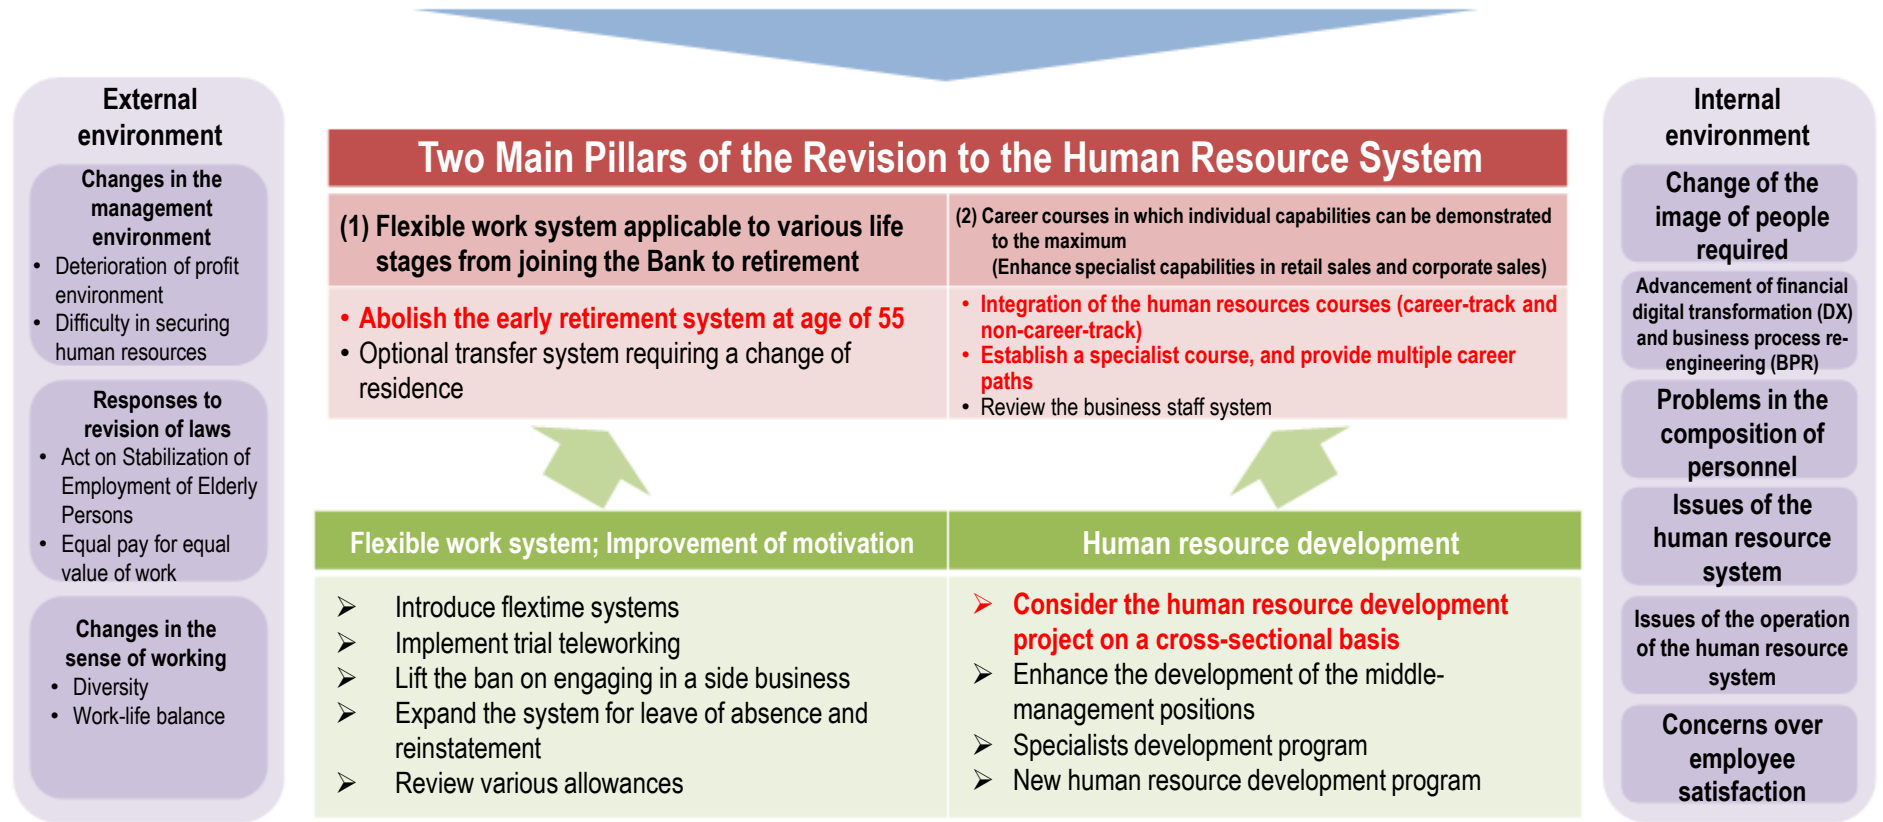 External
environment
Changes in the
management
environment
• Deterioration of profit
environment
• Difficulty in securing
human resources
Responses to
revision of laws
• Act on Stabilization of
Employment of Elderly
Persons
• Equal pay for equal
value of work
Changes in the
sense of working
• Diversity
• Work-life balance
Two Main Pillars of the Revision to the Human Resource System
(1) Flexible work system applicable to various life
stages from joining the Bank to retirement
• Abolish the early retirement system at age of 55
• Optional transfer system requiring a change of
residence
(2) Career courses in which individual capabilities can be demonstrated
to the maximum
(Enhance specialist capabilities in retail sales and corporate sales)
• Integration of the human resources courses (career-track and
non-career-track)
• Establish a specialist course, and provide multiple career
paths
• Review the business staff system
Flexible work system; Improvement of motivation
➢ Introduce flextime systems
➢ Implement trial teleworking
➢ Lift the ban on engaging in a side business
➢ Expand the system for leave of absence and
reinstatement
➢ Review various allowances
Human resource development
➢ Consider the human resource development
project on a cross-sectional basis
➢ Enhance the development of the middle-
management positions
➢ Specialists development program
➢ New human resource development program
Internal
environment
Change of the
image of people
required
Advancement of financial
digital transformation (DX)
and business process re-
engineering (BPR)
Problems in the
composition of
personnel
Issues of the
human resource
system
Issues of the operation
of the human resource
system
Concerns over
employee
satisfaction